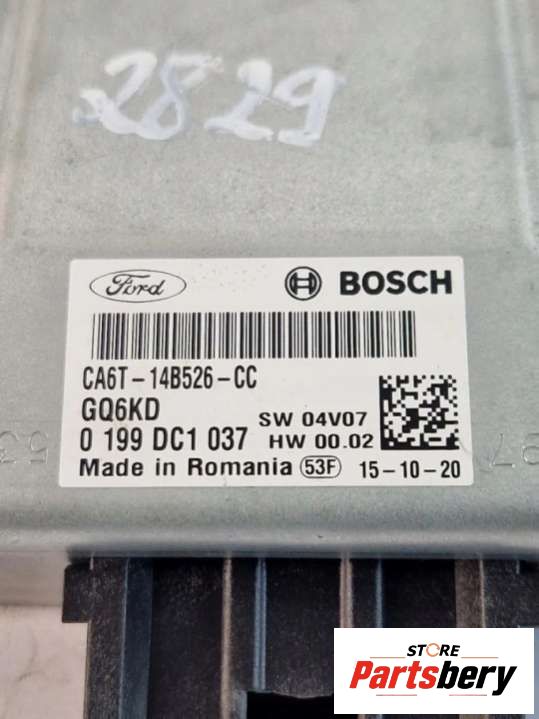 2829
Ford BOSCH
CA6T-14B526-CC
GQ6KD
0 199 DC1 037
SW 04V07
HW 00.02
Made in Romania 53F 15-10-20
STORE
Partsbery